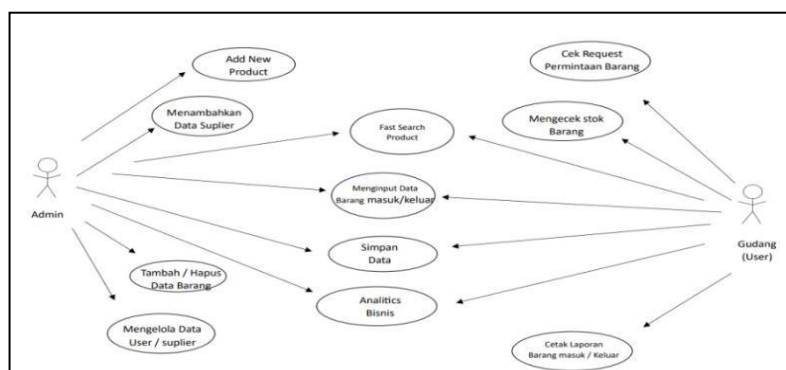 Add New
Product
Cek Request
Permintaan Barang
Menambahkan
Data Suplier
Fast Search
Product
Mengecek stok
Barang
Menginput Data
Barang masuk/keluar
Admin
Gudang
(User)
Simpan
Data
Tambah / Hapus
Data Barang
Analitics
Bisnis
Mengelola Data
User / suplier
Cetak Laporan
Barang masuk / Keluar